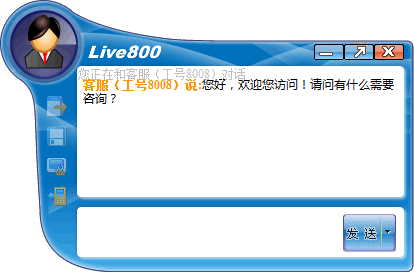 Live800
您正在和客服（工号8008）对话
客服（工号8008）说:您好，欢迎您访问！请问有什么需要
咨询？
发 送